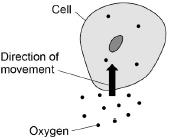 Cell
Direction of
movement
Oxygen